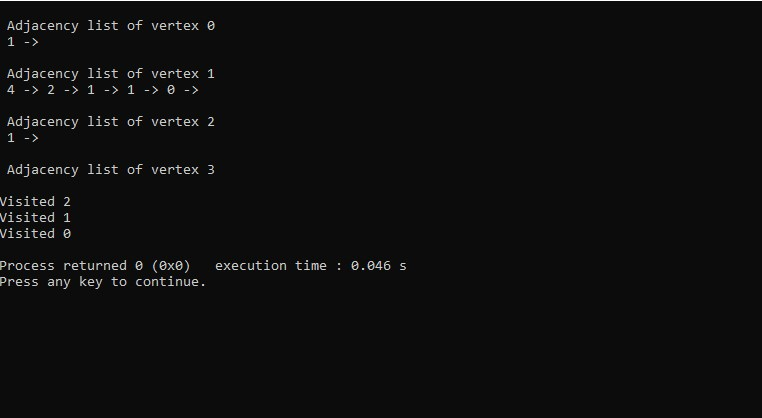 Adjacency list of vertex 0
1 ->
Adjacency list of vertex 1
4 -> 2 -> 1 -> 1 -> 0 ->
Adjacency list of vertex 2
1 ->
Adjacency list of vertex 3
Visited 2
Visited 1
Visited 0
Process returned 0 (0x0)   execution time : 0.046 s
Press any key to continue.